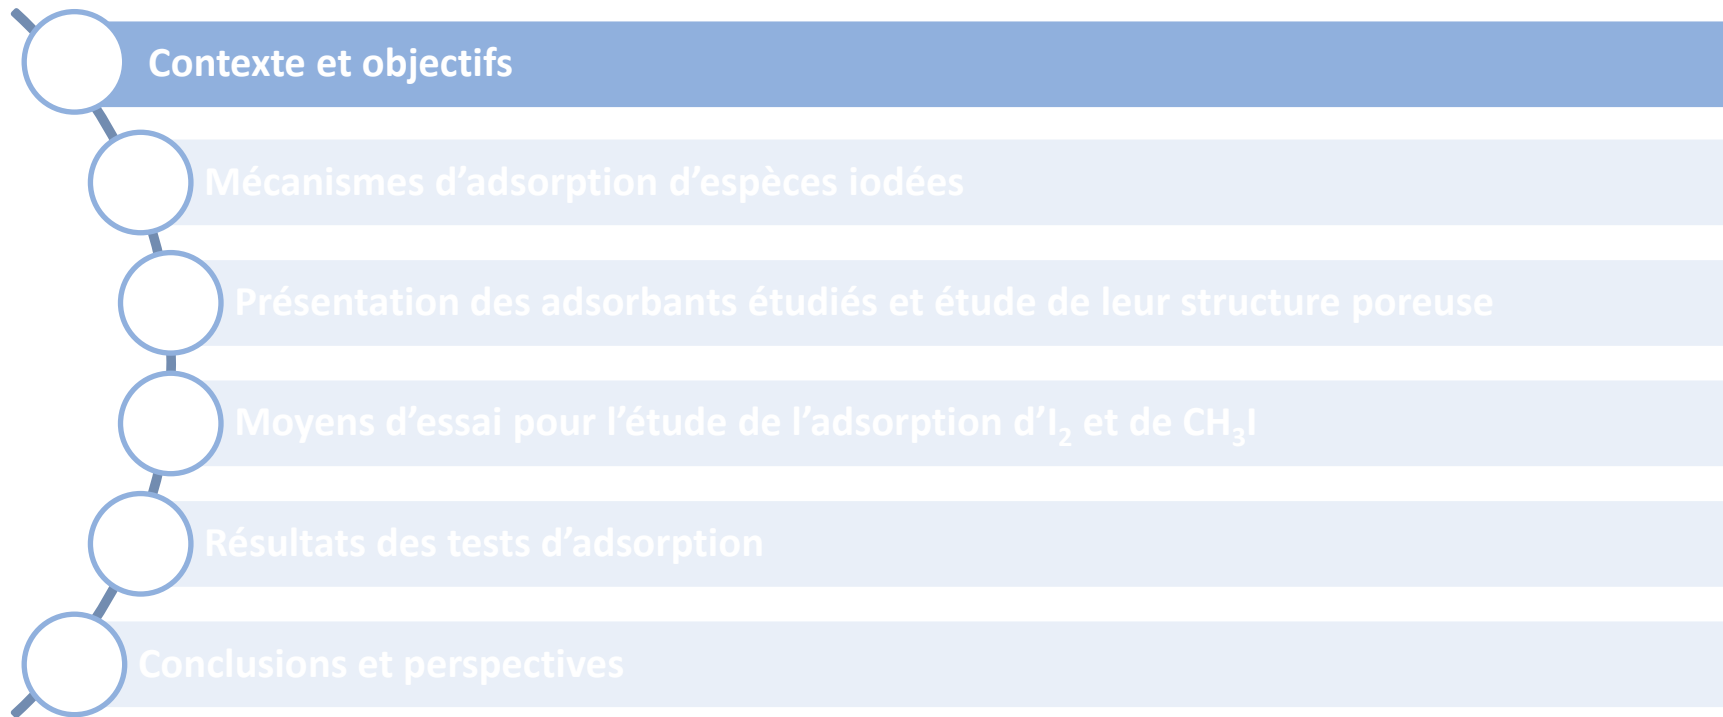 Contexte et objectifs
Mécanismes d’adsorption d’espèces iodées
Présentation des adsorbants étudiés et étude de leur structure poreuse
Moyens d’essai pour l’étude de l’adsorption d’I₂ et de CH₃I
Résultats des tests d’adsorption
Conclusions et perspectives